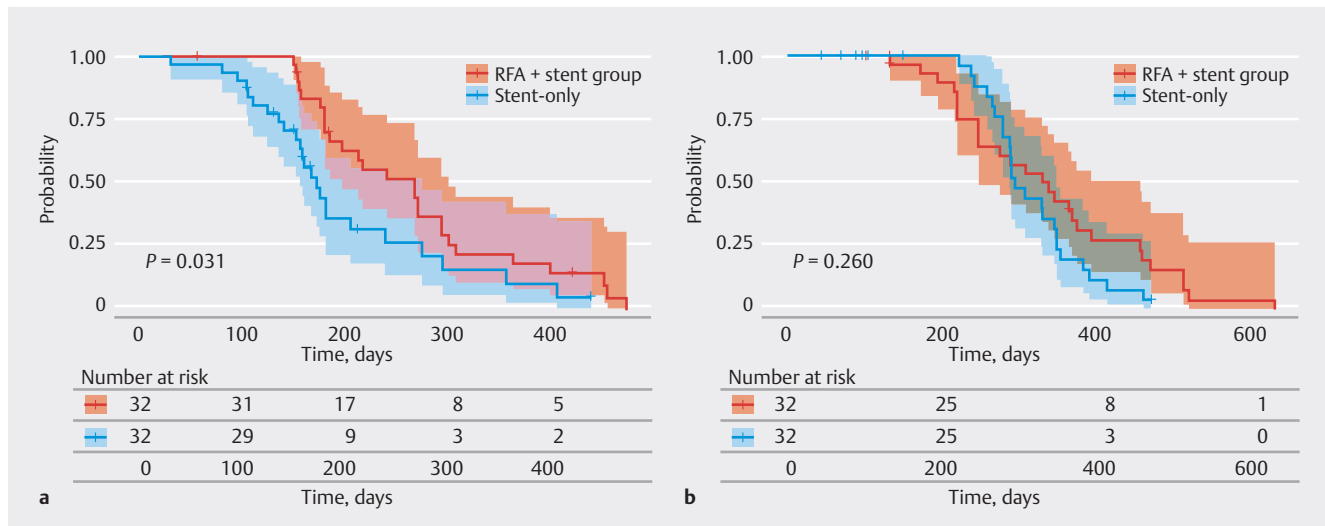 1.00
0.75
0.50
0.25
0
Probability
RFA + stent group
Stent-only
P = 0.031
0 100 200 300 400
Time, days
Number at risk
32 31 17 8 5
32 29 9 3 2
0 100 200 300 400
Time, days
a
1.00
0.75
0.50
0.25
0
Probability
RFA + stent group
Stent-only
P = 0.260
0 200 400 600
Time, days
Number at risk
32 25 8 1
32 25 3 0
0 200 400 600
Time, days
b